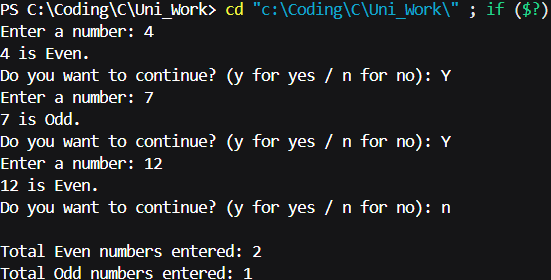 PS C:\Coding\C\Uni_Work> cd "c:\Coding\C\Uni_Work\" ; if ($?)
Enter a number: 4
4 is Even.
Do you want to continue? (y for yes / n for no): Y
Enter a number: 7
7 is Odd.
Do you want to continue? (y for yes / n for no): Y
Enter a number: 12
12 is Even.
Do you want to continue? (y for yes / n for no): n

Total Even numbers entered: 2
Total Odd numbers entered: 1